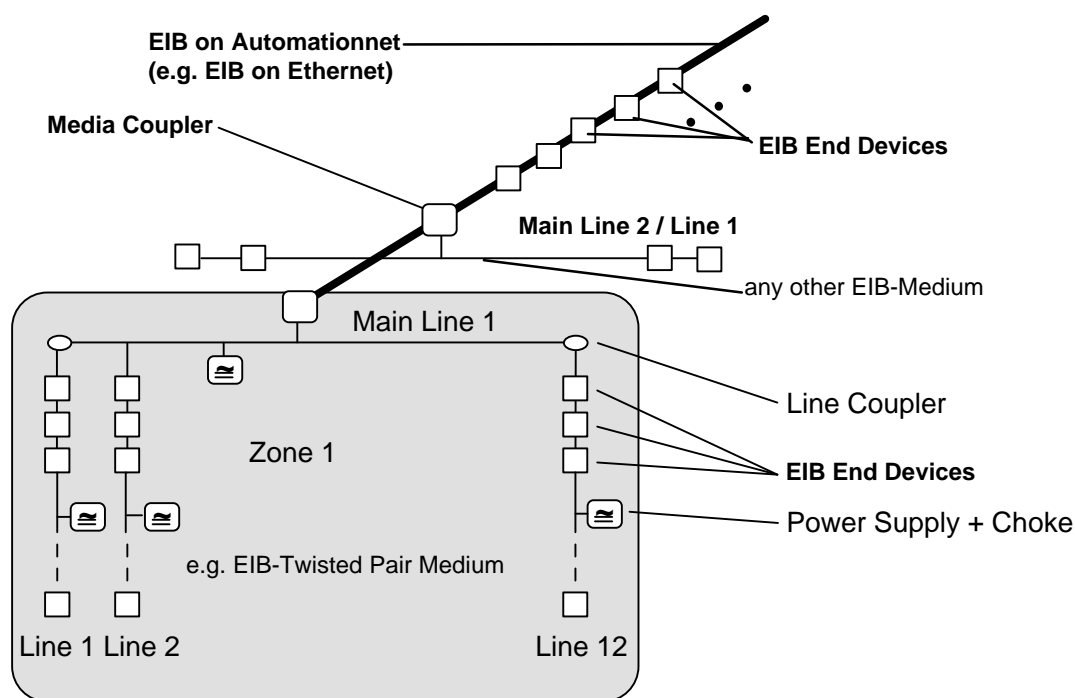 EIB on Automationnet
(e.g. EIB on Ethernet)
Media Coupler
EIB End Devices
Main Line 2 / Line 1
any other EIB-Medium
Main Line 1
Line Coupler
Zone 1
EIB End Devices
Power Supply + Choke
e.g. EIB-Twisted Pair Medium
Line 1 Line 2
Line 12